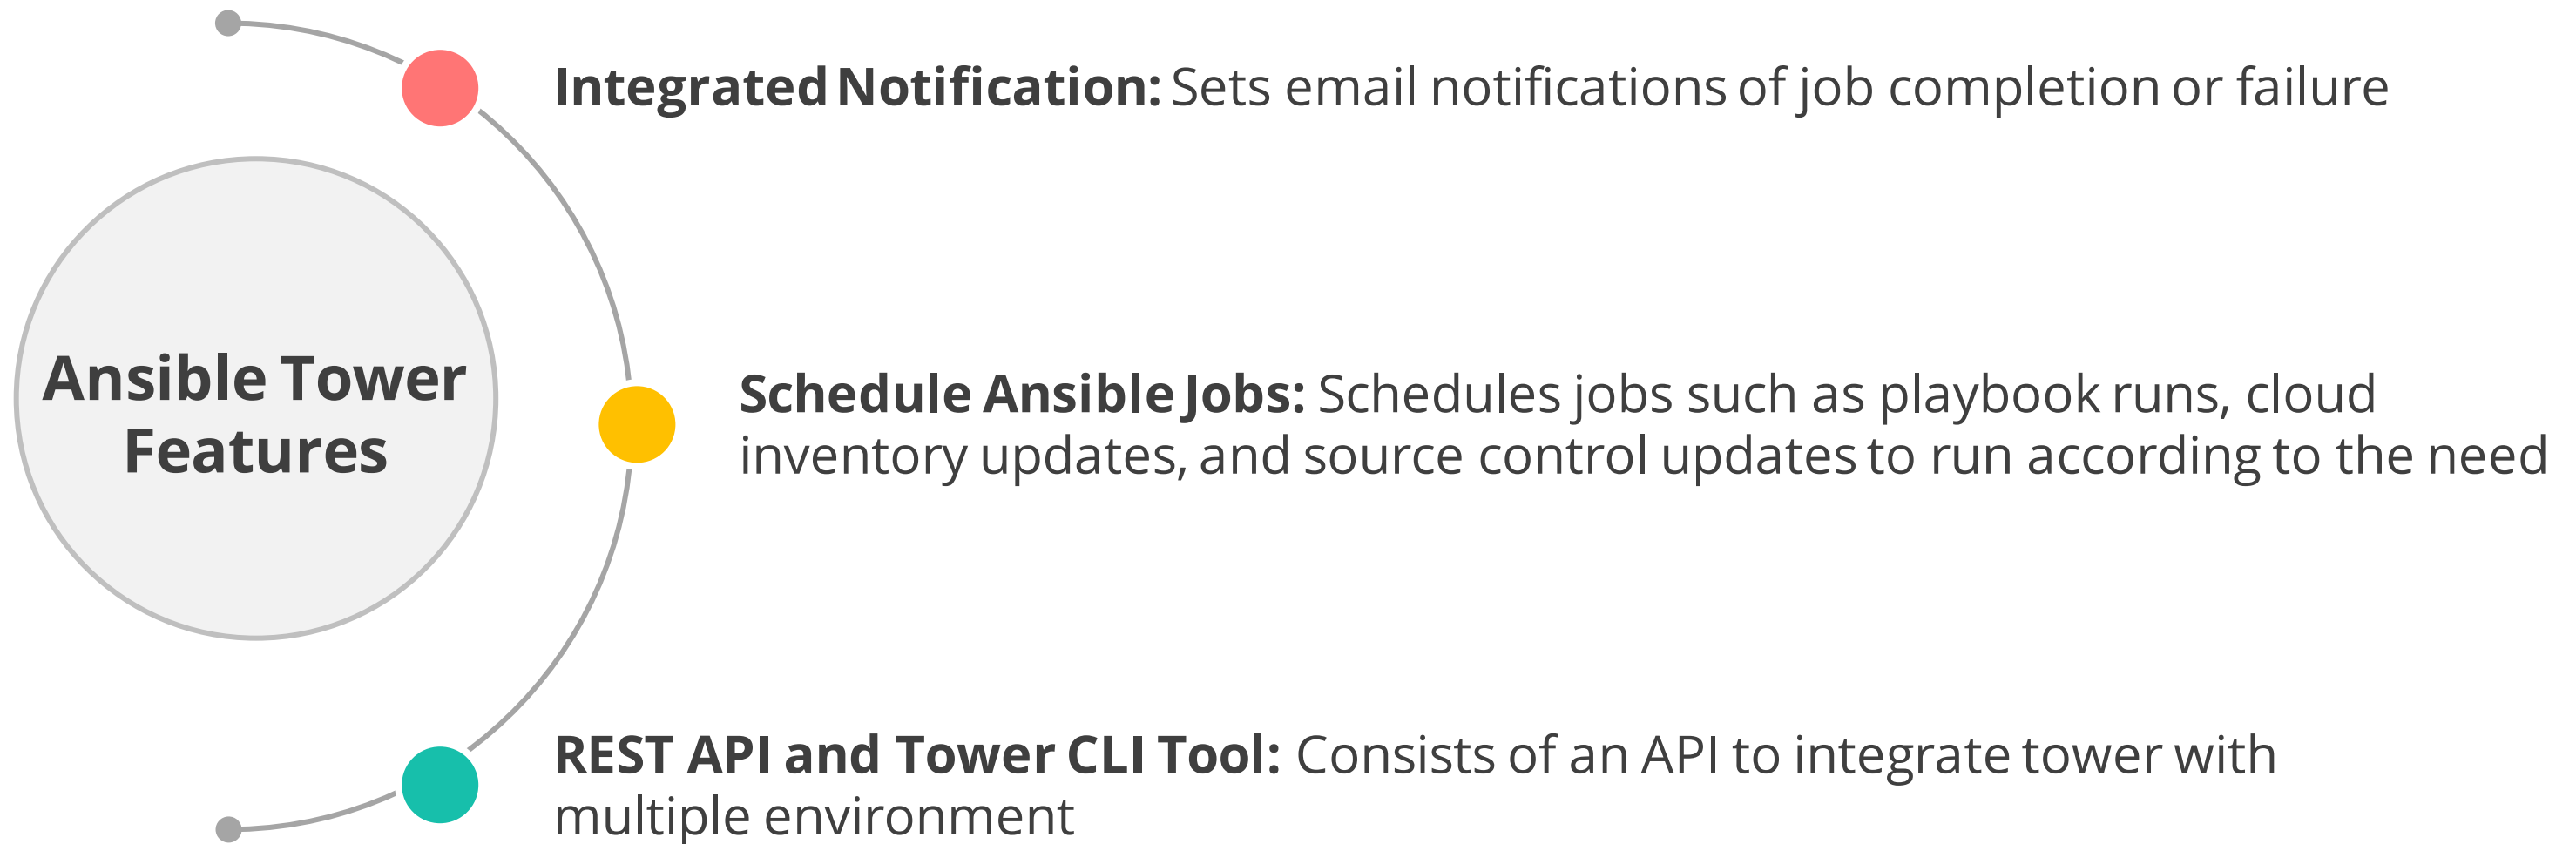 Integrated Notification: Sets email notifications of job completion or failure
Ansible Tower
Features
Schedule Ansible Jobs: Schedules jobs such as playbook runs, cloud
inventory updates, and source control updates to run according to the need
REST API and Tower CLI Tool: Consists of an API to integrate tower with
multiple environment